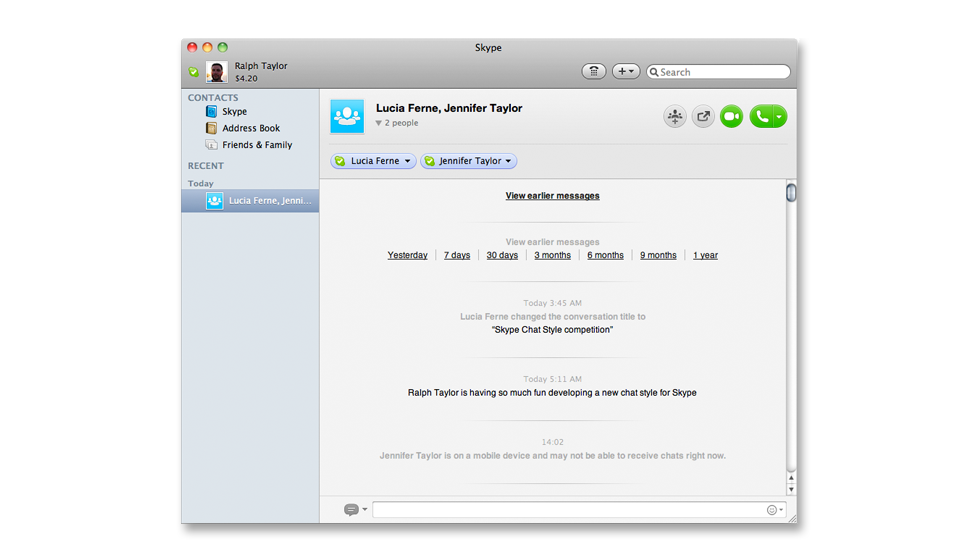 Skype
Ralph Taylor
$4.20
Search
CONTACTS
Skype
Address Book
Friends & Family
RECENT
Today
Lucia Ferne, Jenni...
Lucia Ferne, Jennifer Taylor
2 people
Lucia Ferne
Jennifer Taylor
View earlier messages
View earlier messages
Yesterday 7 days 30 days 3 months 6 months 9 months 1 year
Today 3:45 AM
Lucia Ferne changed the conversation title to
“Skype Chat Style competition”
Today 5:11 AM
Ralph Taylor is having so much fun developing a new chat style for Skype
14:02
Jennifer Taylor is on a mobile device and may not be able to receive chats right now.